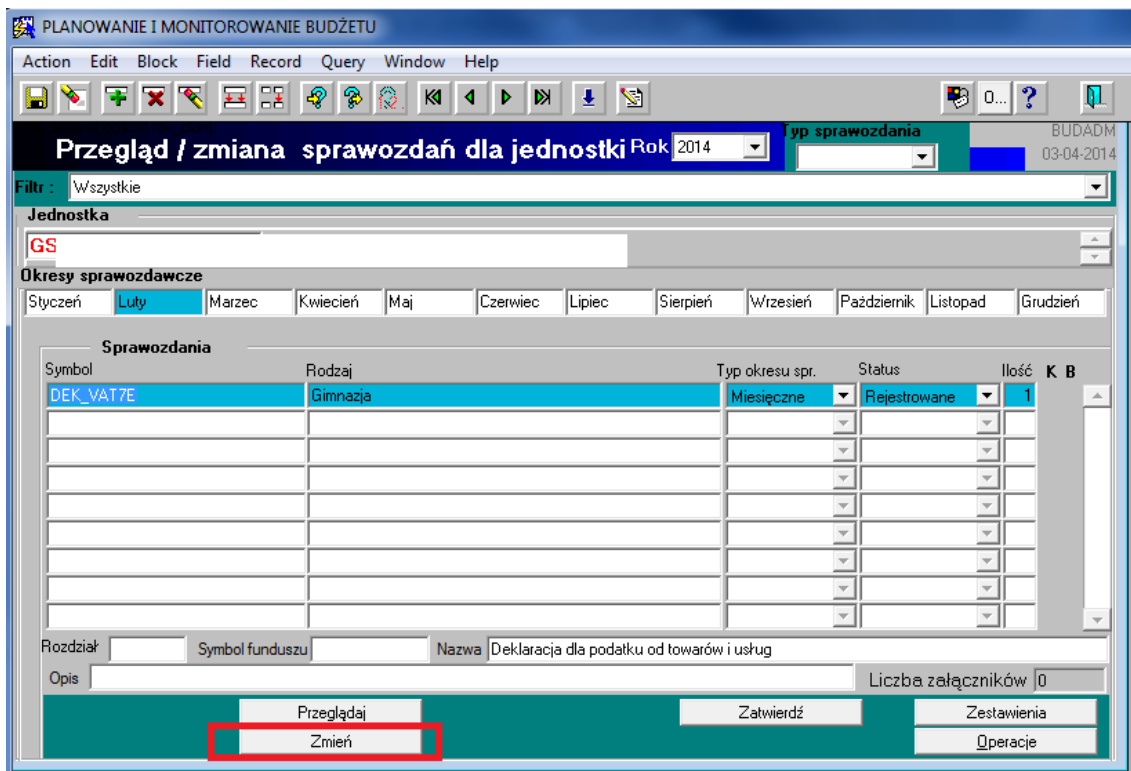 PLANOWANIE I MONITOROWANIE BUDŻETU
Action Edit Block Field Record Query Window Help
0... ?
Przegląd / zmiana sprawozdań dla jednostki Rok 2014 Typ sprawozdania BUDADM
03-04-2014
Filtr : Wszystkie
Jednostka
GS
Okresy sprawozdawcze
Styczeń Luty Marzec Kwiecień Maj Czerwiec Lipiec Sierpień Wrzesień Październik Listopad Grudzień
Sprawozdania
Symbol Rodzaj Typ okresu spr. Status Ilość K B
DEK_VAT7E Gimnazja Miesięczne Rejestrowane 1
Rozdział Symbol funduszu Nazwa Deklaracja dla podatku od towarów i usług
Opis Liczba załączników 0
Przeglądaj Zatwierdź Zestawienia
Zmień Operacje